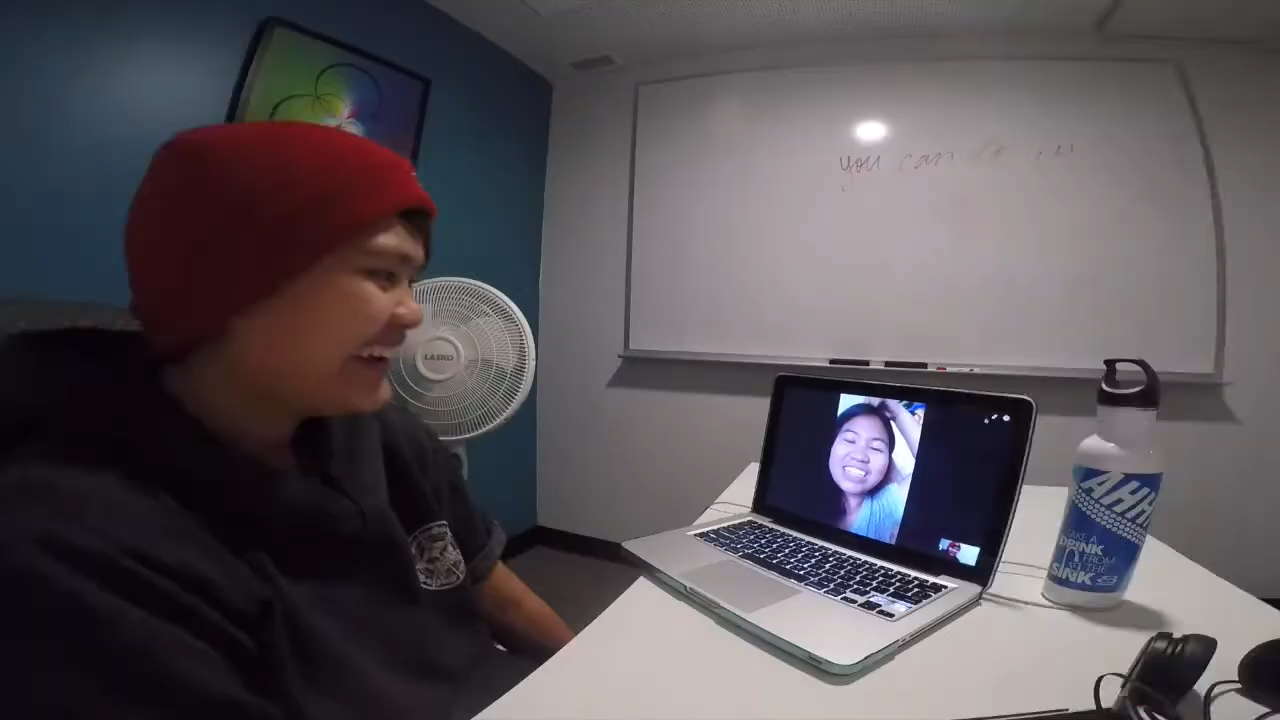 you can
LASKO
AHH
TAKE A
DRINK
FROM
THE
SINK